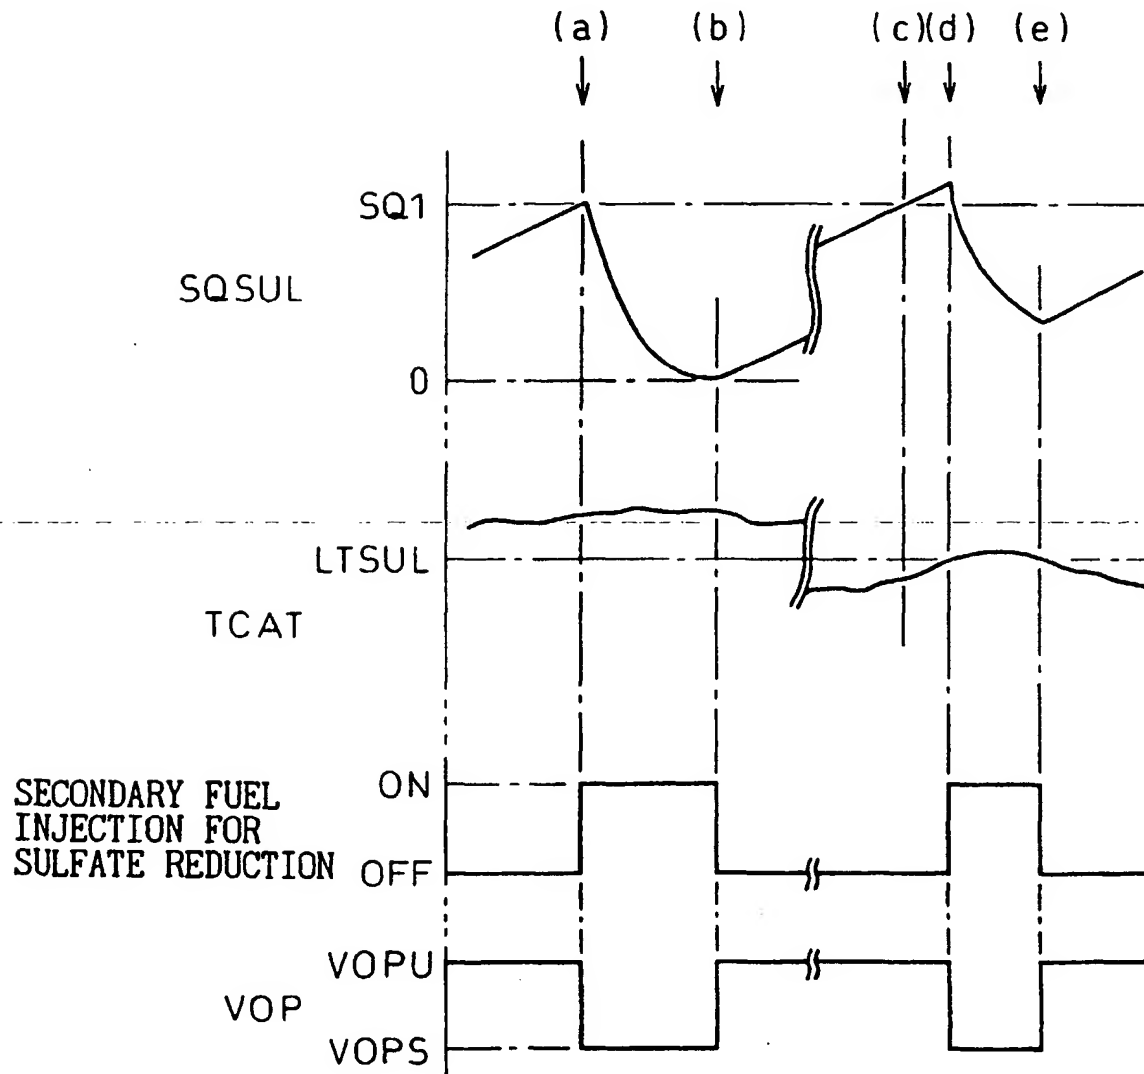 (a) (b) (c)(d) (e)
SQ1
SQSUL
0
LTSUL
TCAT
ON
SECONDARY FUEL
INJECTION FOR
SULFATE REDUCTION
OFF
VOPU
VOP
VOPS